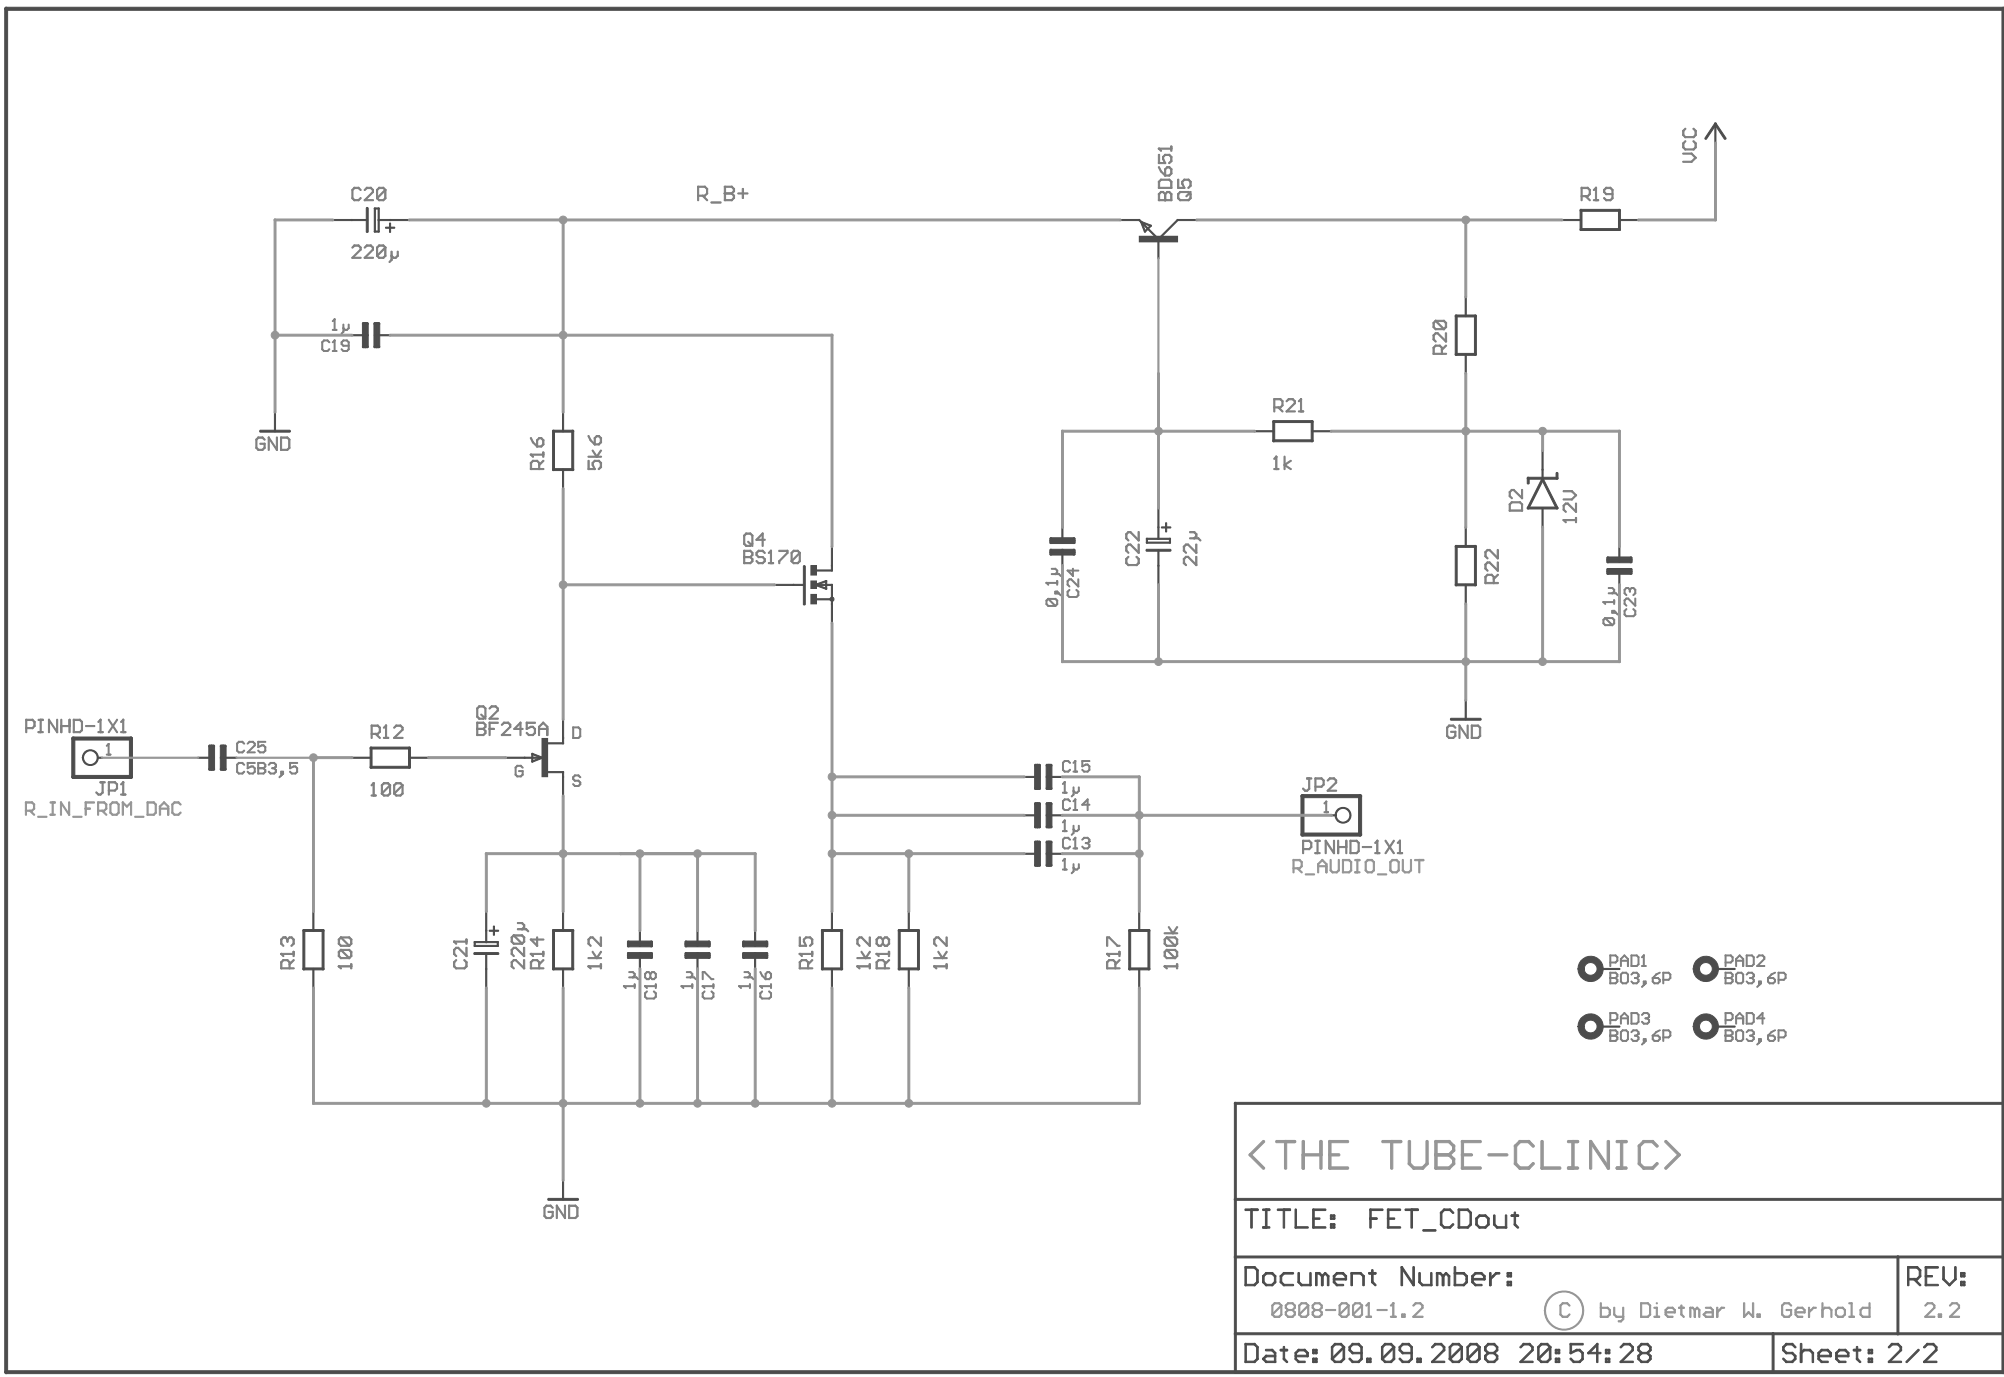 VCC
C20
220µ
R_B+
BD651
Q5
R19
1µ
C19
GND
R16
5k6
R20
R21
1k
D2
12V
Q4
BS170
C24
0,1µ
C22
22µ
R22
C23
0,1µ
GND
PINHD-1X1
1
JP1
R_IN_FROM_DAC
C25
C5B3,5
R12
100
Q2
BF245A
D
G
S
C15
1µ
C14
1µ
C13
1µ
JP2
1
PINHD-1X1
R_AUDIO_OUT
R13
100
C21
220µ
R14
1k2
1µ
C18
1µ
C17
1µ
C16
R15
1k2
R18
1k2
R17
100k
PAD1
BO3,6P
PAD2
BO3,6P
PAD3
BO3,6P
PAD4
BO3,6P
GND
<THE TUBE-CLINIC>
TITLE: FET_CDout
Document Number:
REV:
0808-001-1.2
© by Dietmar W. Gerhold
2.2
Date: 09.09.2008 20:54:28
Sheet: 2/2